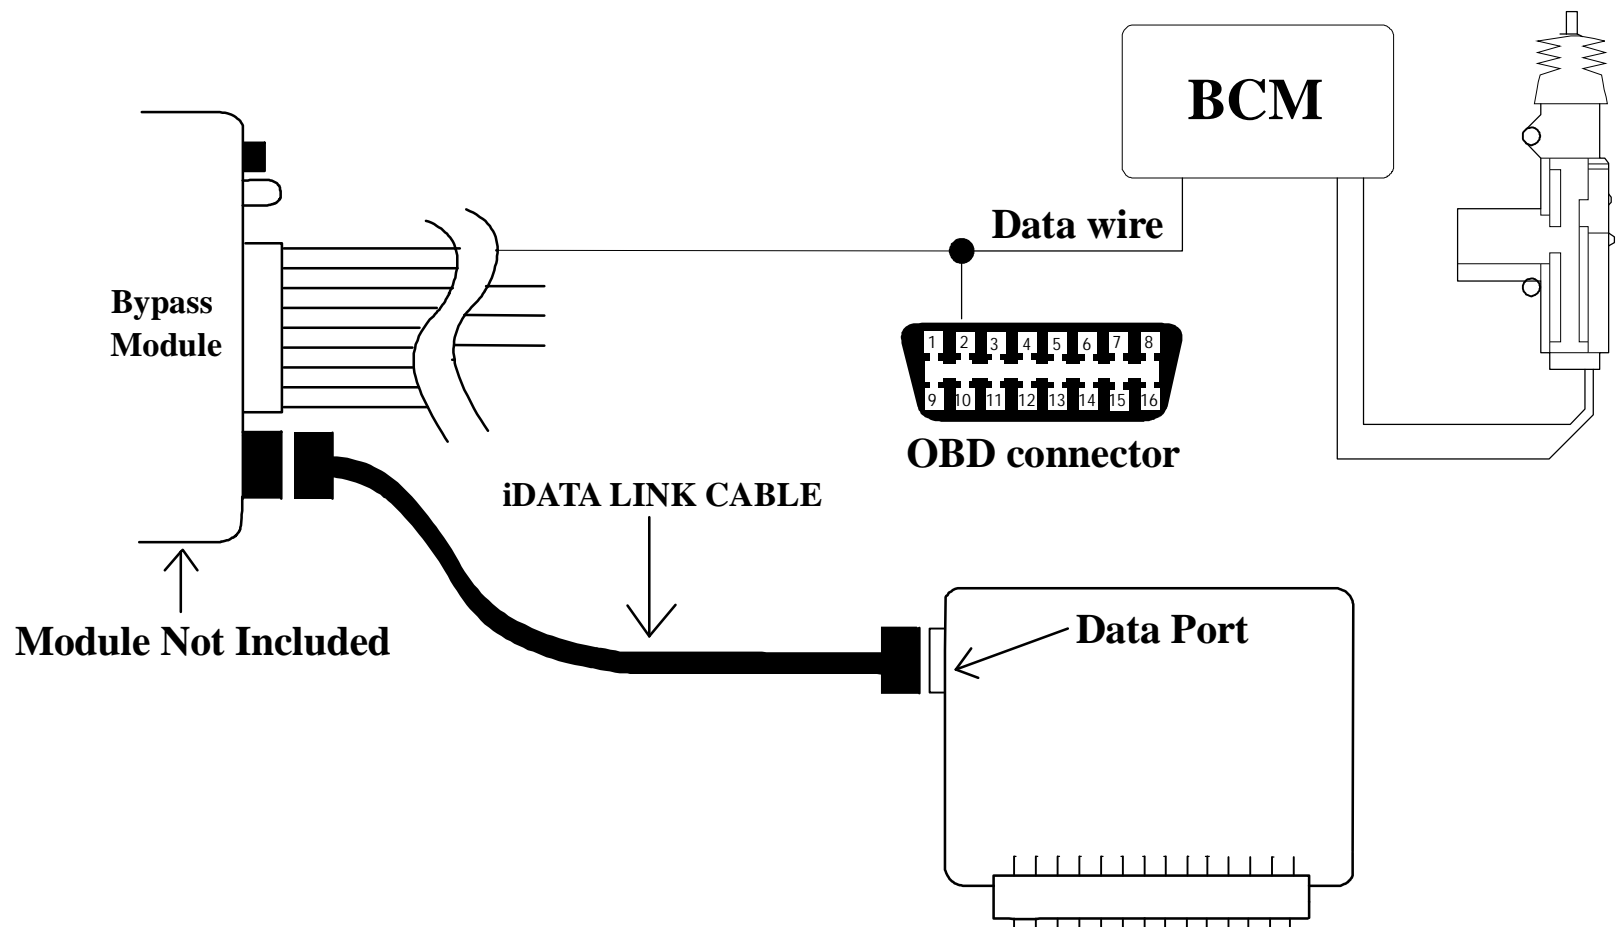 BCM
Data wire
Bypass
Module
1 2 3 4 5 6 7 8
9 10 11 12 13 14 15 16
OBD connector
iDATA LINK CABLE
Module Not Included
Data Port